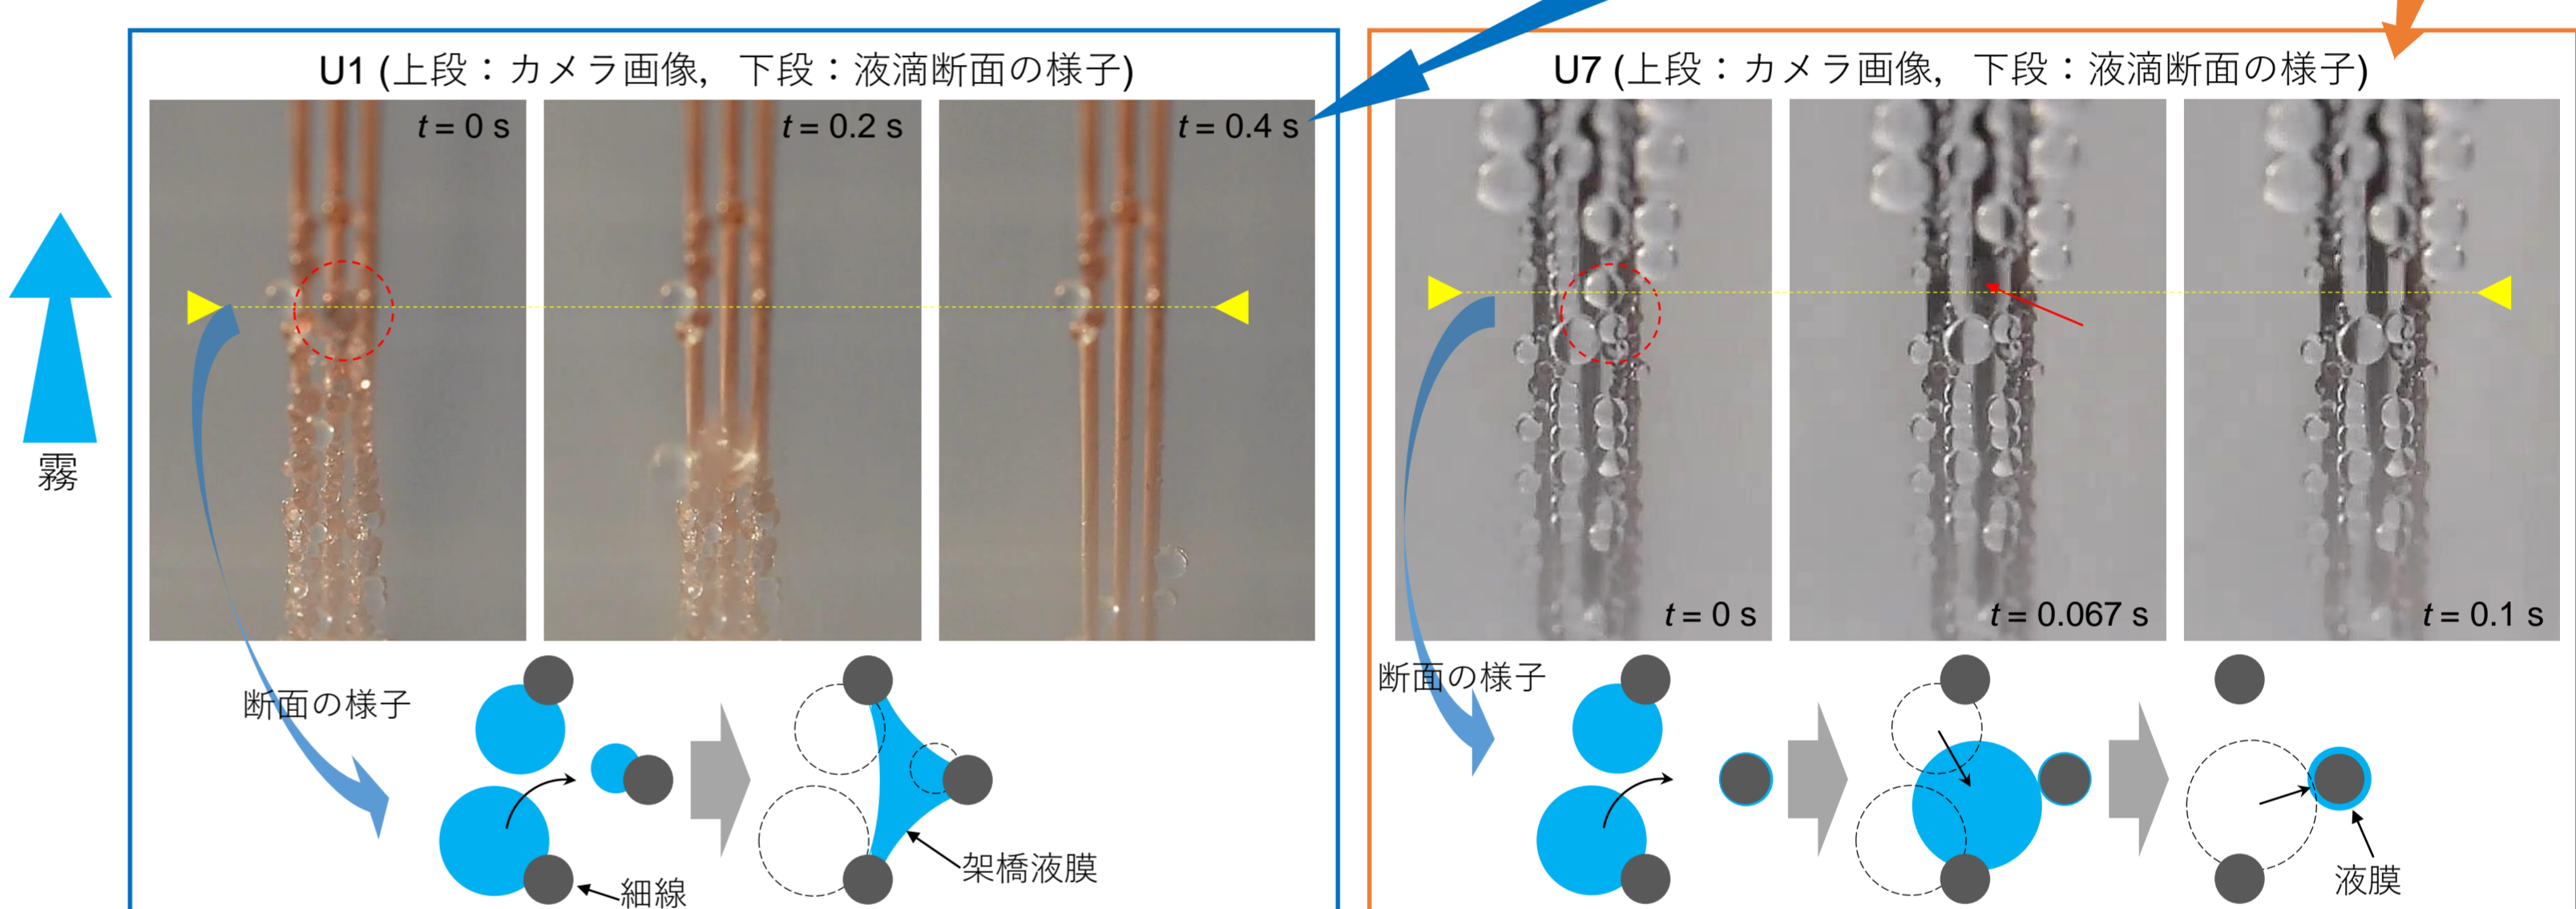 U1 (上段：カメラ画像，下段：液滴断面の様子)
t = 0 s
t = 0.2 s
t = 0.4 s
霧
断面の様子
細線
架橋液膜
U7 (上段：カメラ画像，下段：液滴断面の様子)
t = 0 s
t = 0.067 s
t = 0.1 s
断面の様子
液膜